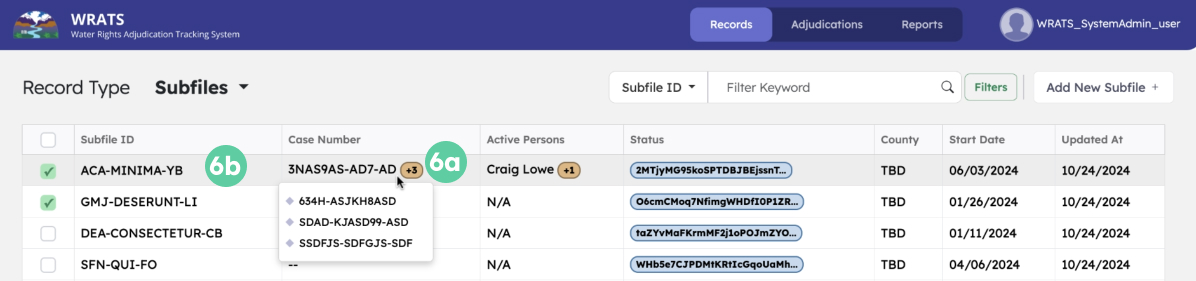 WRATS
Water Rights Adjudication Tracking System
Records Adjudications Reports
WRATS_SystemAdmin_user
Record Type Subfiles
Subfile ID Filter Keyword Filters Add New Subfile +
Subfile ID Case Number Active Persons Status County Start Date Updated At
ACA-MINIMA-YB 6b 3NAS9AS-AD7-AD +3 6a Craig Lowe +1 2MTjyMG95koSPTDBJBEjssnT... TBD 06/03/2024 10/24/2024
GMJ-DESERUNT-LI N/A O6cmCMoq7NfimgWHDfI0P1ZR... TBD 01/26/2024 10/24/2024
634H-ASJKH8ASD
SDAD-KJASD99-ASD
SSDFJS-SDFGJS-SDF
DEA-CONSECTETUR-CB N/A taZYvMaFKrmMF2j1oPOJmZYO... TBD 01/11/2024 10/24/2024
SFN-QUI-FO -- N/A WHb5e7CJPDMtKRtIcGqoUaMh... TBD 04/06/2024 10/24/2024